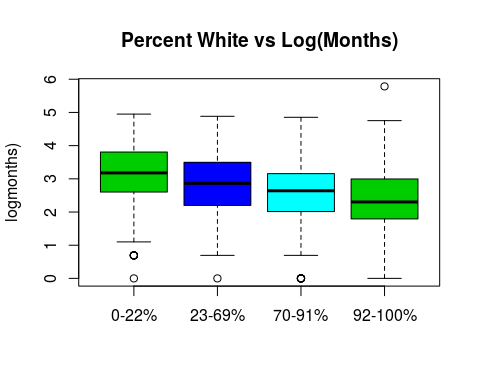 Percent White vs Log(Months)
logmonths)
6
5
4
3
2
1
0
0-22% 23-69% 70-91% 92-100%